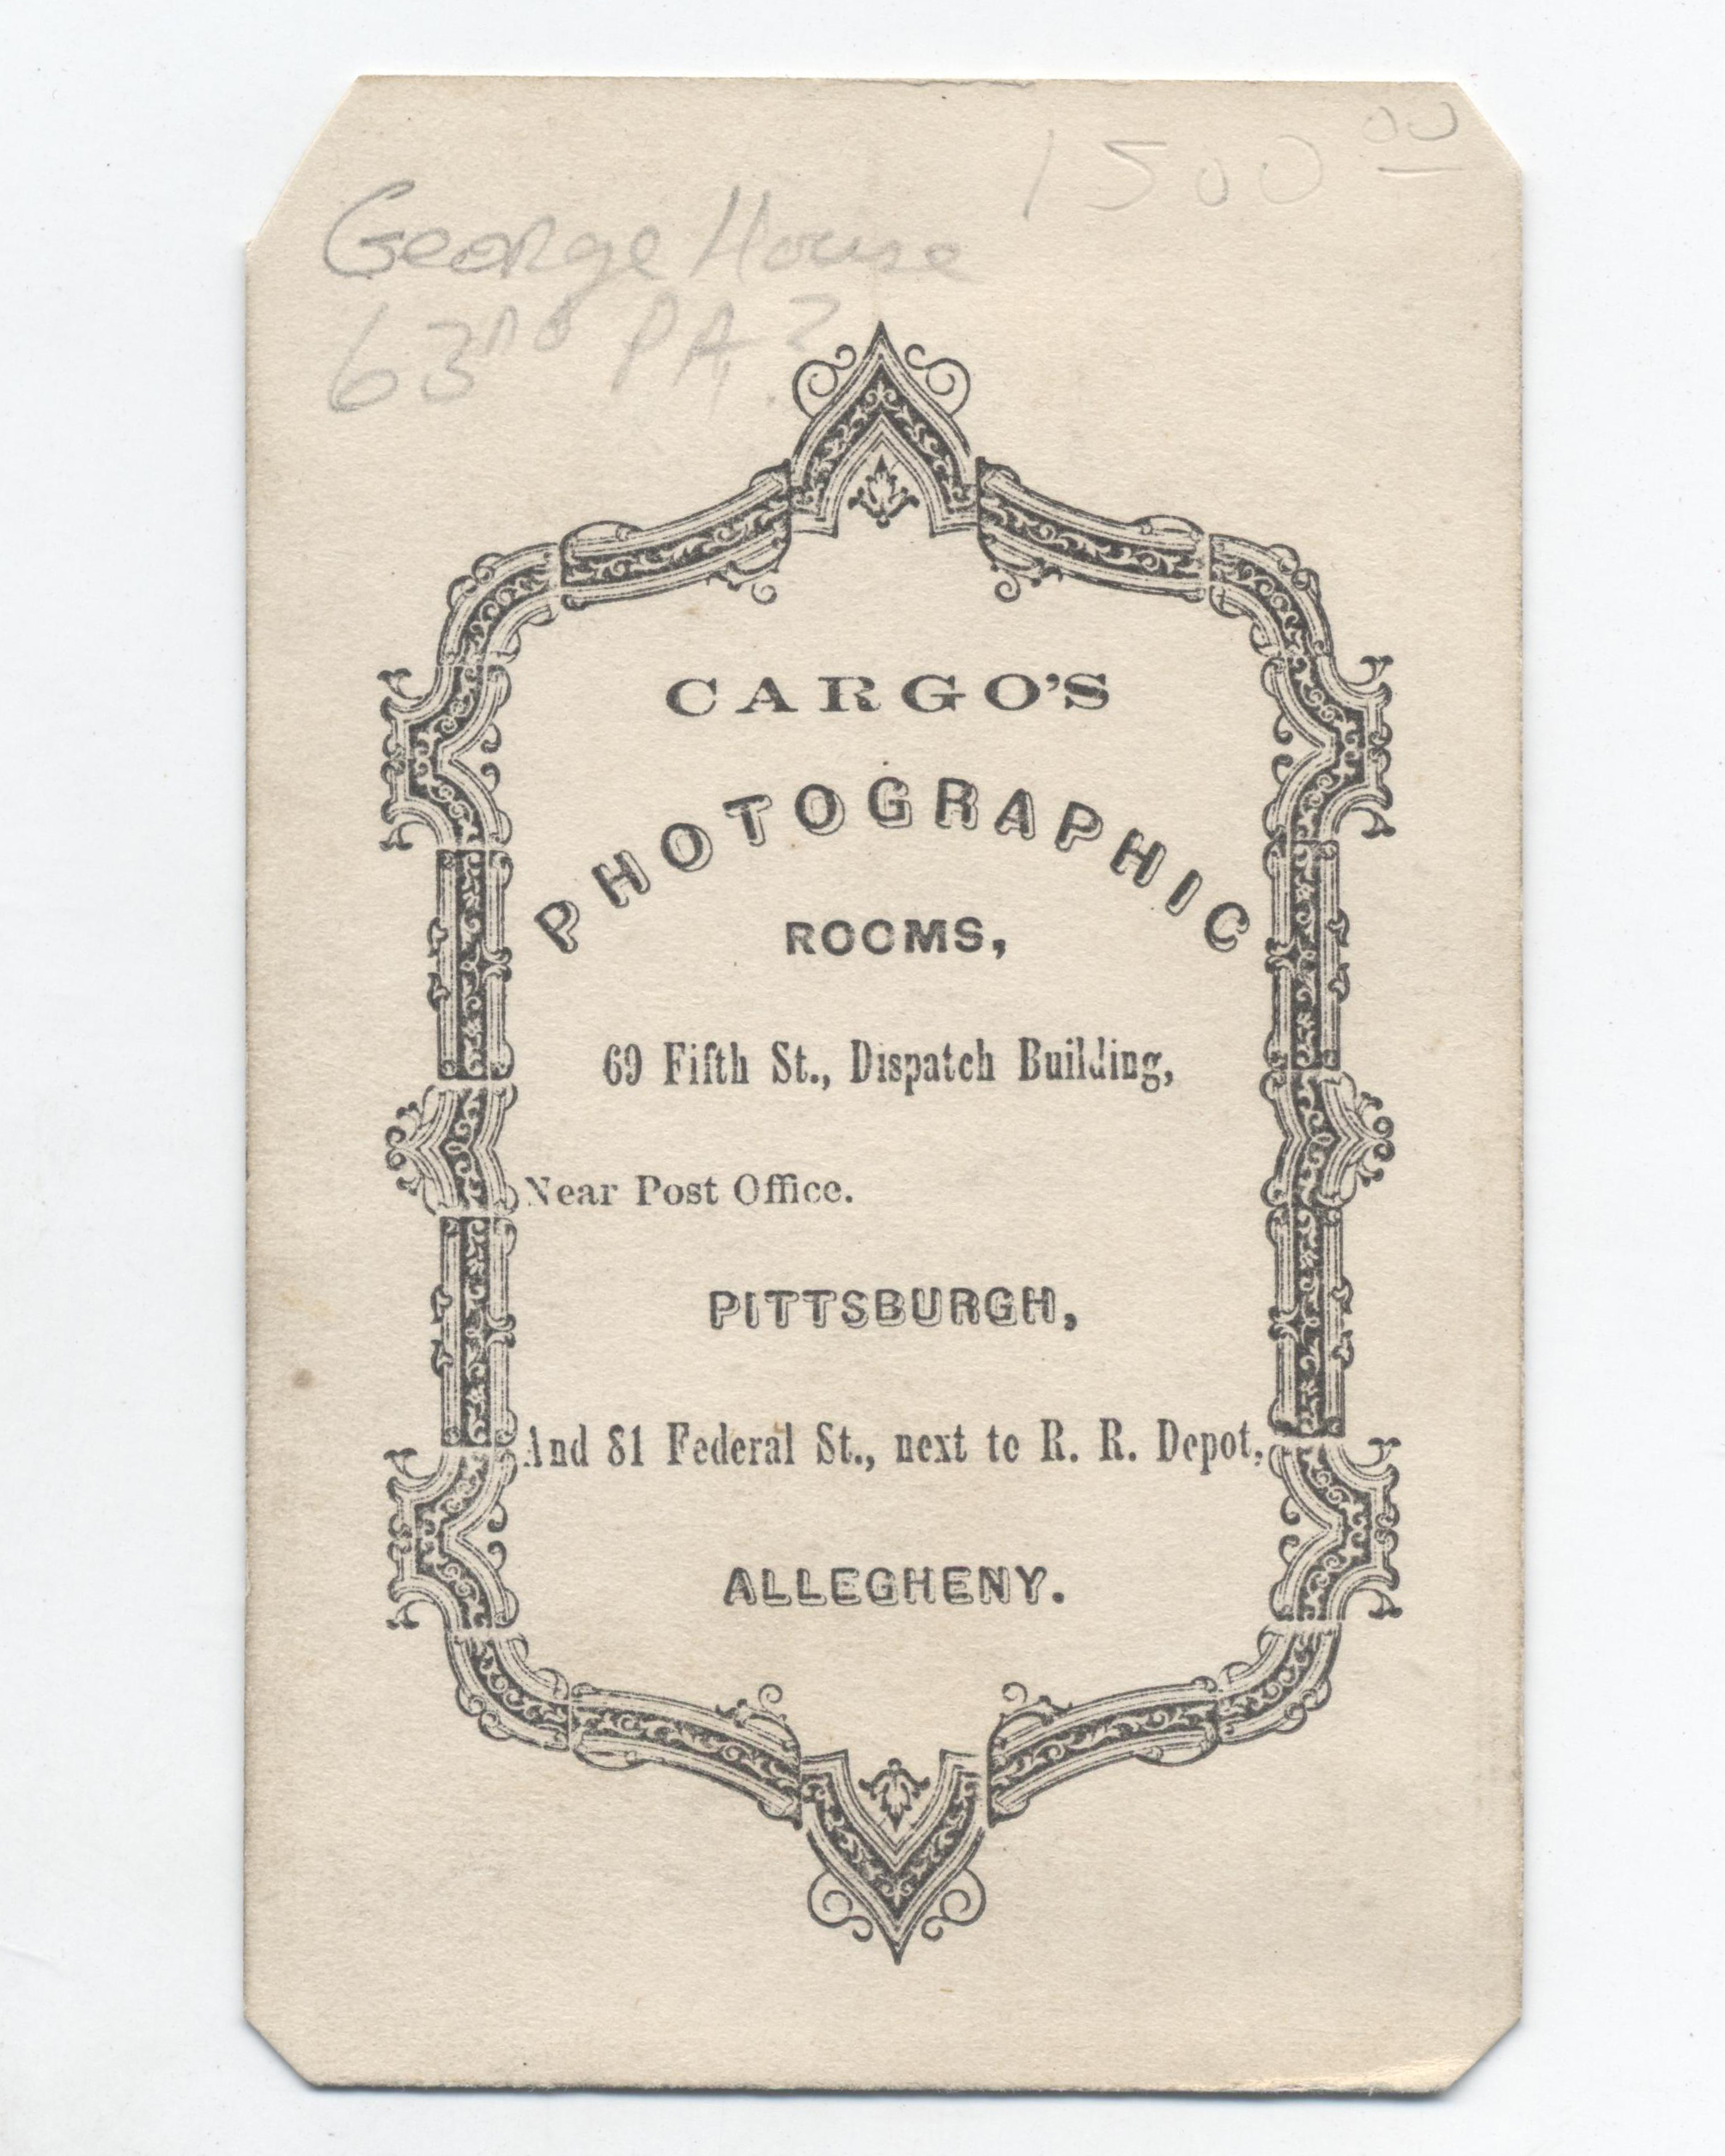 1500 00
George House
63rd PA, ?
CARGO'S
PHOTOGRAPHIC
ROOMS,
69 Fifth St., Dispatch Building,
Near Post Office.
PITTSBURGH,
And 81 Federal St., next to R. R. Depot,
ALLEGHENY.